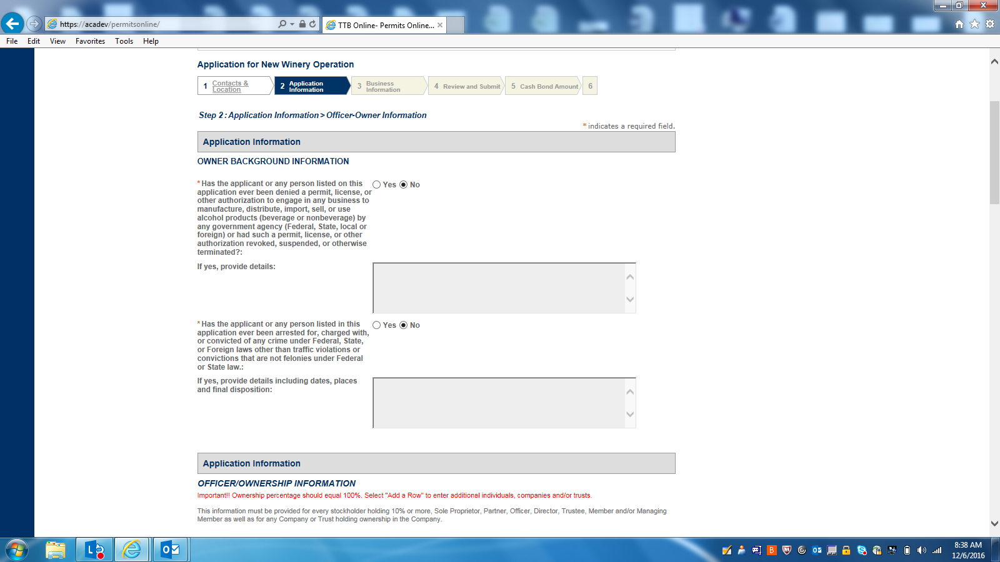 https://acadev/permitsonline/
TTB Online- Permits Online...
File Edit View Favorites Tools Help
Application for New Winery Operation
1 Contacts & Location
2 Application Information
3 Business Information
4 Review and Submit
5 Cash Bond Amount
6
Step 2 : Application Information > Officer-Owner Information
* indicates a required field.
Application Information
OWNER BACKGROUND INFORMATION
* Has the applicant or any person listed on this
application ever been denied a permit, license, or
other authorization to engage in any business to
manufacture, distribute, import, sell, or use
alcohol products (beverage or nonbeverage) by
any government agency (Federal, State, local or
foreign) or had such a permit, license, or other
authorization revoked, suspended, or otherwise
terminated?:
Yes No
If yes, provide details:
* Has the applicant or any person listed in this
application ever been arrested for, charged with,
or convicted of any crime under Federal, State,
or Foreign laws other than traffic violations or
convictions that are not felonies under Federal
or State law.:
Yes No
If yes, provide details including dates, places
and final disposition:
Application Information
OFFICER/OWNERSHIP INFORMATION
Important!! Ownership percentage should equal 100%. Select "Add a Row" to enter additional individuals, companies and/or trusts.
This information must be provided for every stockholder holding 10% or more, Sole Proprietor, Partner, Officer, Director, Trustee, Member and/or Managing
Member as well as for any Company or Trust holding ownership in the Company.
8:38 AM
12/6/2016